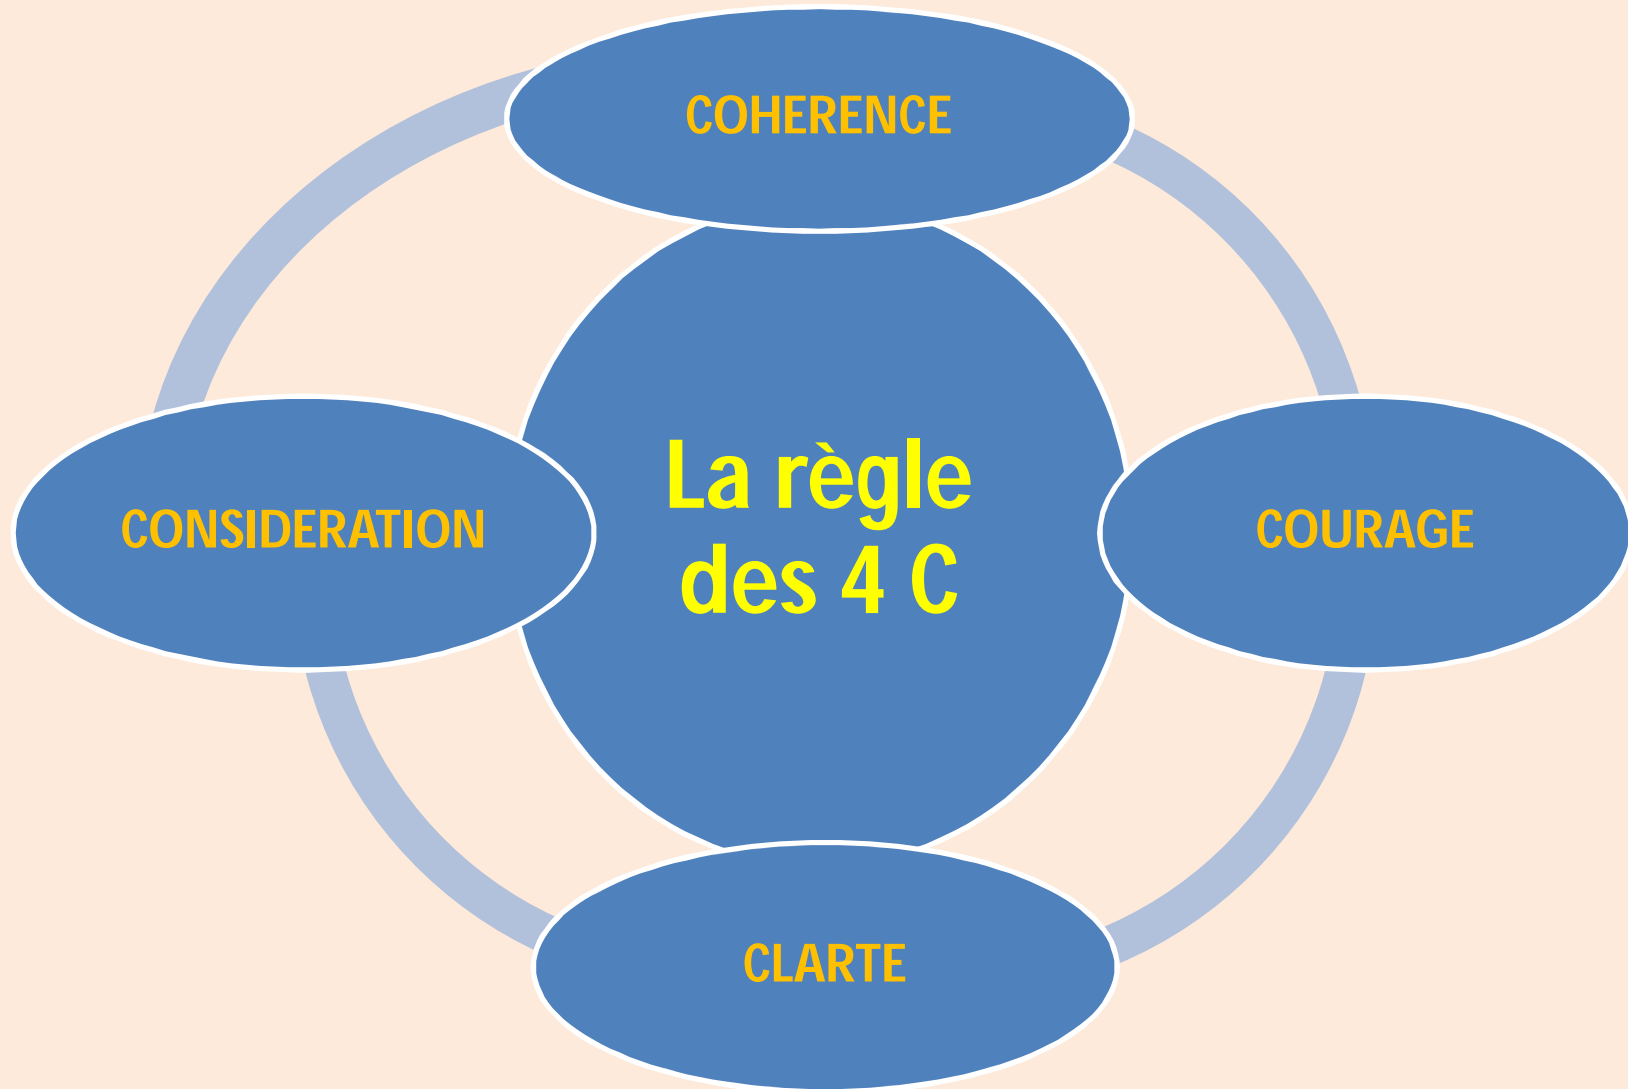 COHERENCE
La règle
des 4 C
CONSIDERATION
COURAGE
CLARTE